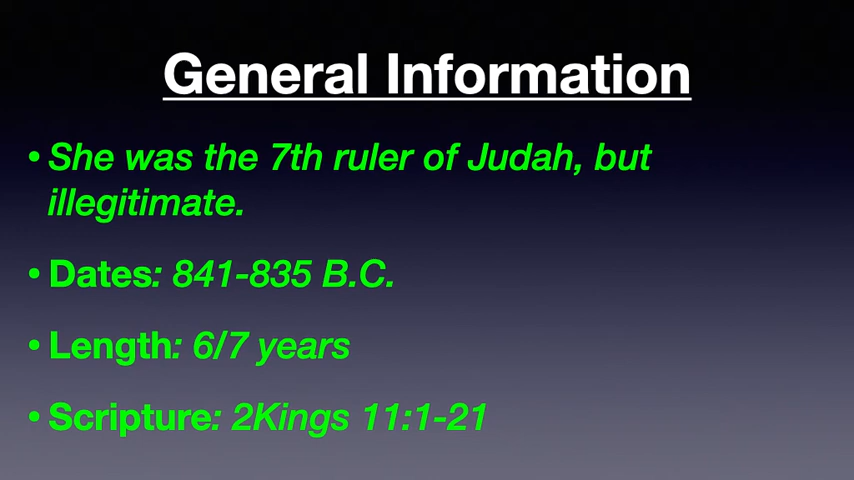 General Information
• She was the 7th ruler of Judah, but
illegitimate.
• Dates: 841-835 B.C.
• Length: 6/7 years
• Scripture: 2Kings 11:1-21